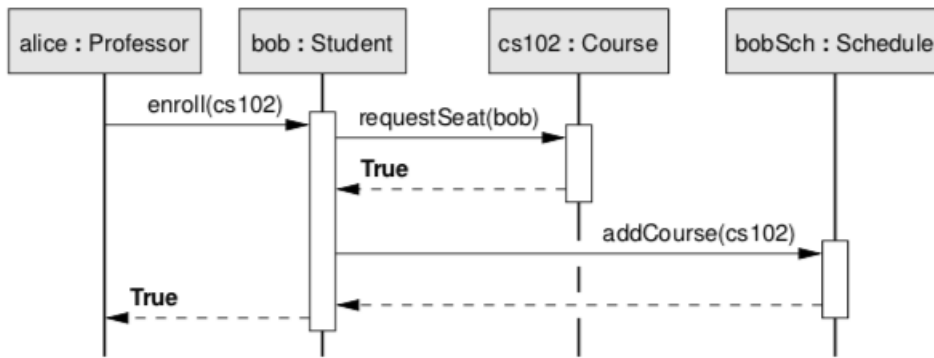 alice : Professor
bob : Student
cs102 : Course
bobSch : Schedule
enroll(cs102)
requestSeat(bob)
True
addCourse(cs102)
True